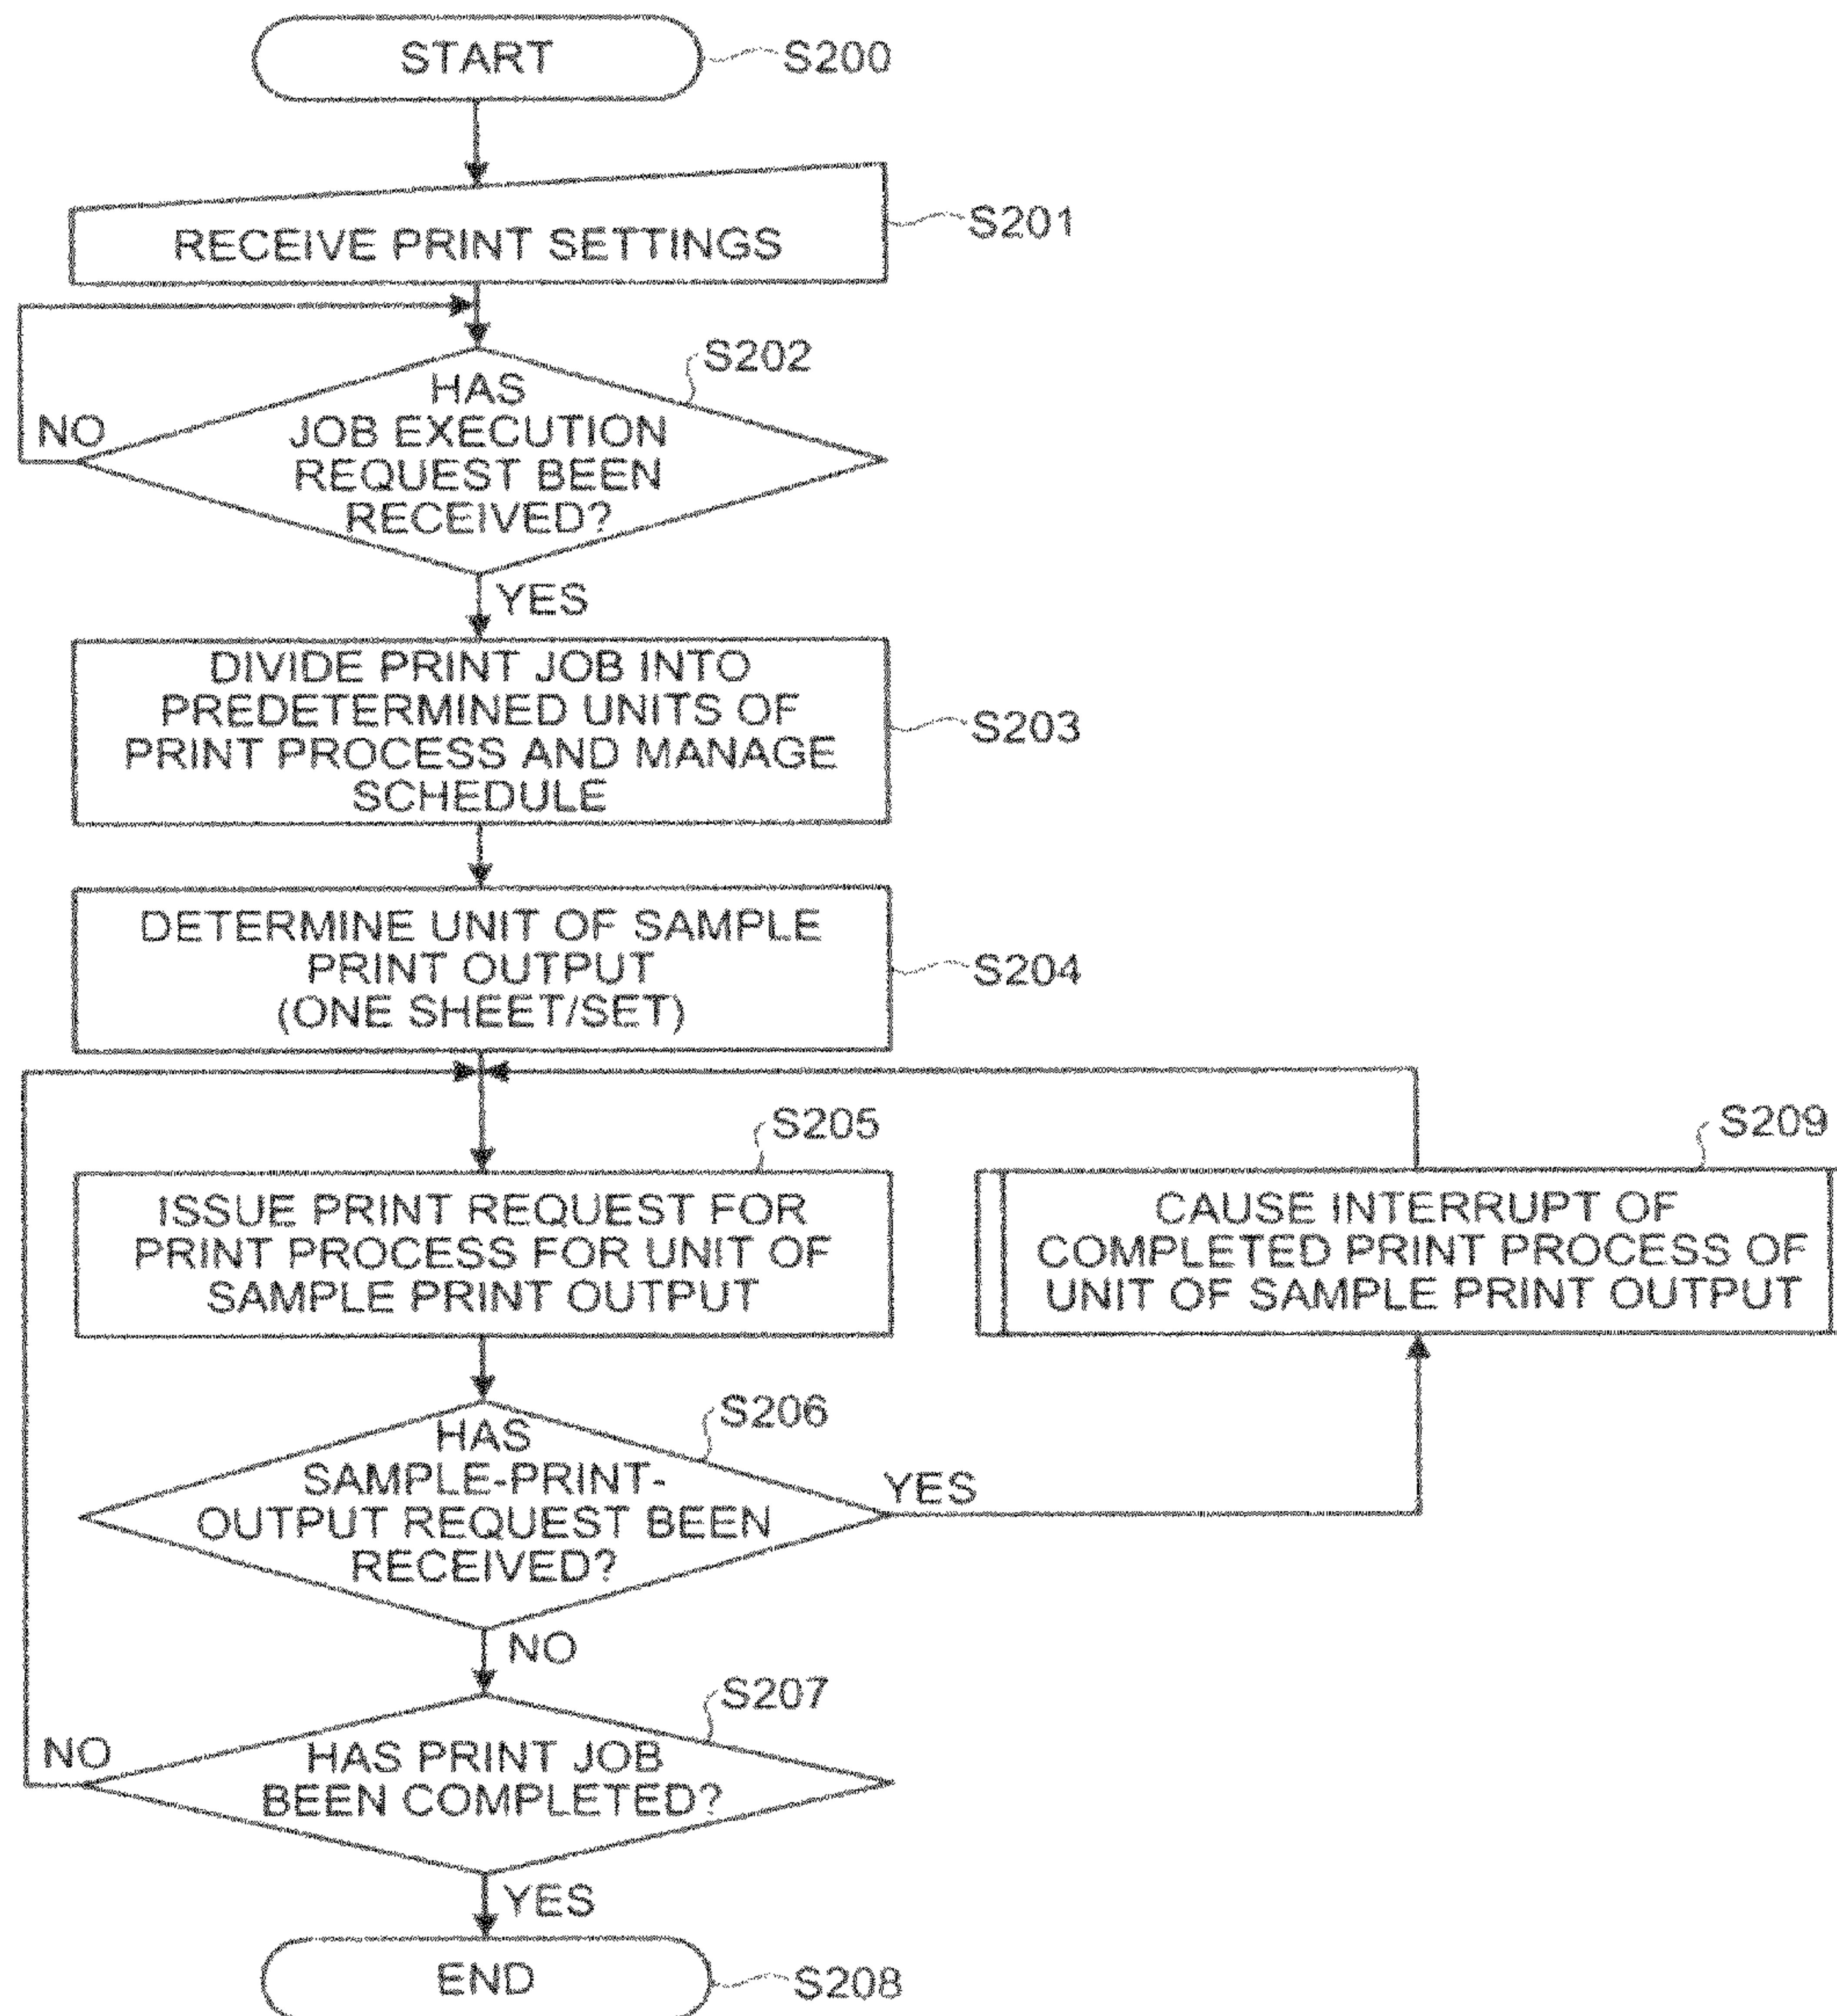 START
S200
RECEIVE PRINT SETTINGS
S201
S202
HAS
JOB EXECUTION
REQUEST BEEN
RECEIVED?
NO
YES
DIVIDE PRINT JOB INTO
PREDETERMINED UNITS OF
PRINT PROCESS AND MANAGE
SCHEDULE
S203
DETERMINE UNIT OF SAMPLE
PRINT OUTPUT
(ONE SHEET/SET)
S204
S205
ISSUE PRINT REQUEST FOR
PRINT PROCESS FOR UNIT OF
SAMPLE PRINT OUTPUT
S209
CAUSE INTERRUPT OF
COMPLETED PRINT PROCESS OF
UNIT OF SAMPLE PRINT OUTPUT
S206
HAS
SAMPLE-PRINT-
OUTPUT REQUEST BEEN
RECEIVED?
YES
NO
S207
HAS PRINT JOB
BEEN COMPLETED?
NO
YES
END
S208